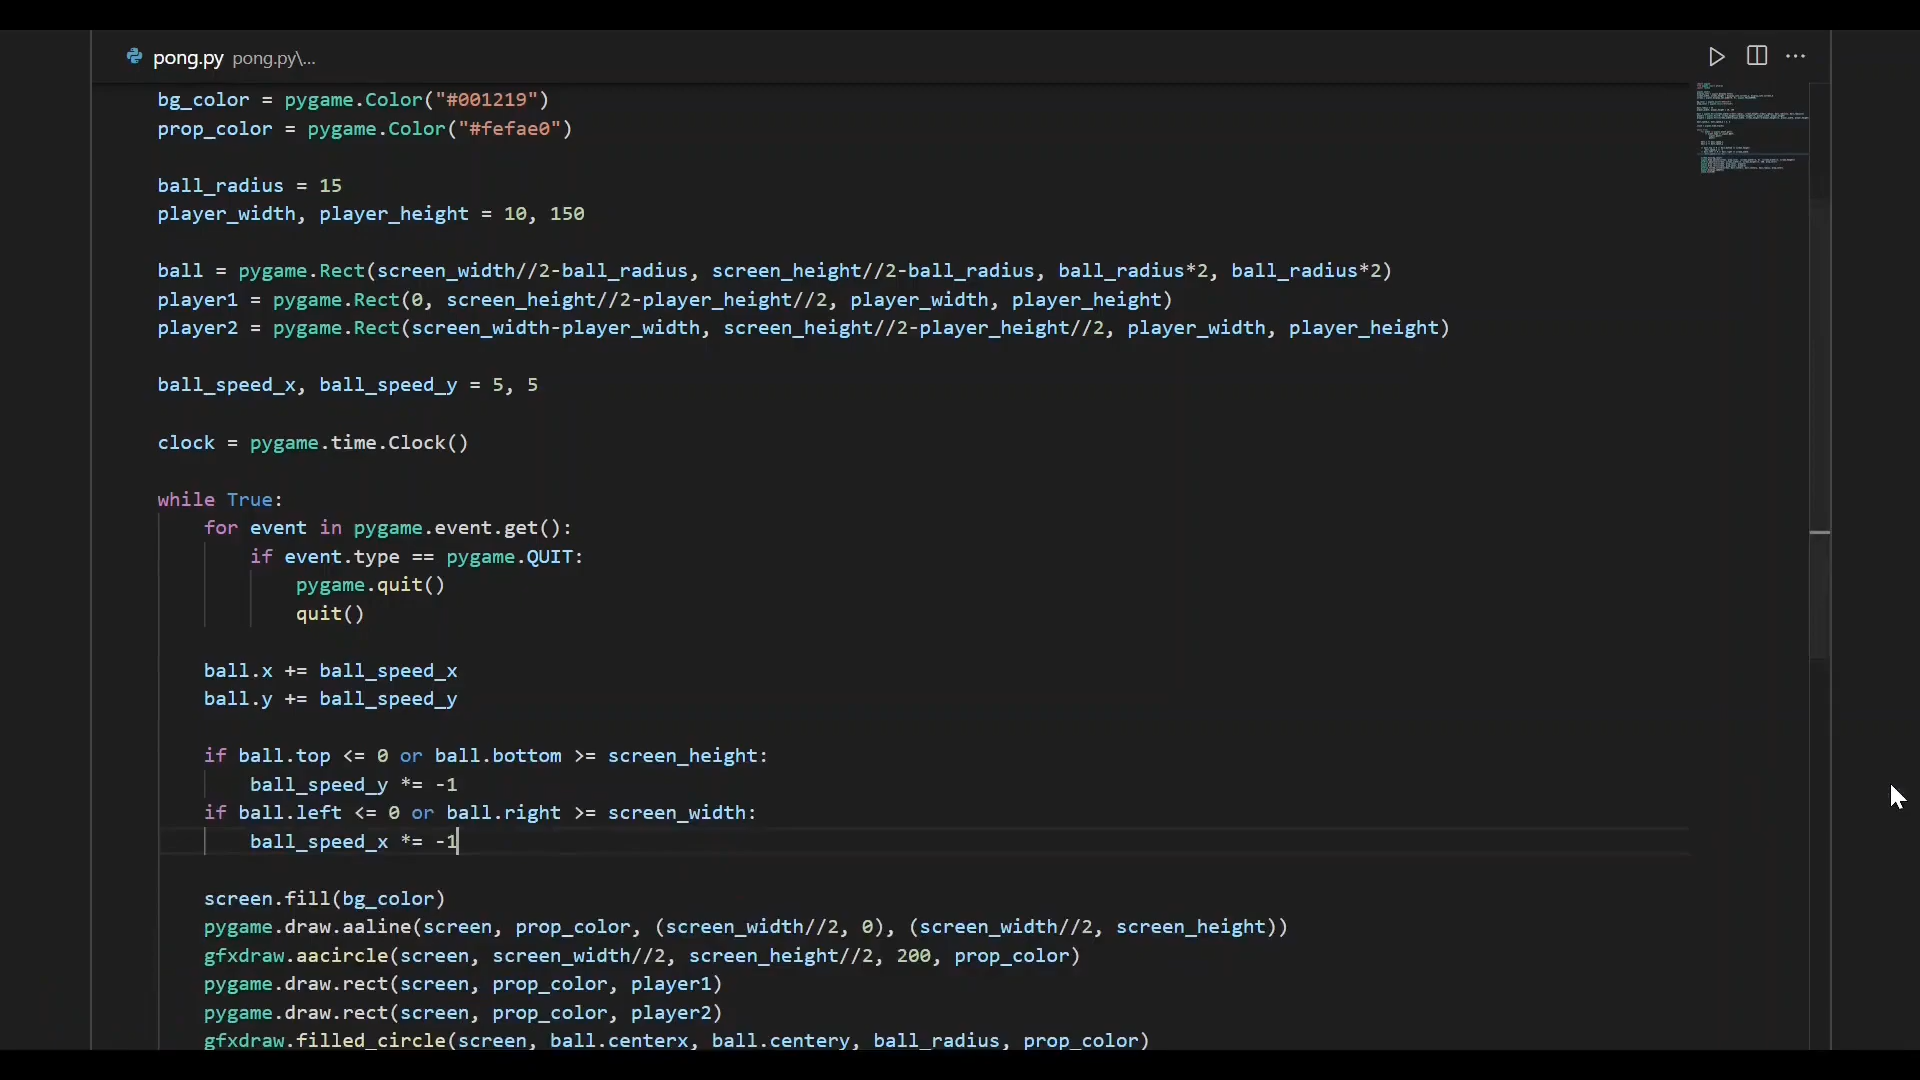 pong.py pong.py\...
bg_color = pygame.Color("#001219")
prop_color = pygame.Color("#fefae0")
ball_radius = 15
player_width, player_height = 10, 150
ball = pygame.Rect(screen_width//2-ball_radius, screen_height//2-ball_radius, ball_radius*2, ball_radius*2)
player1 = pygame.Rect(0, screen_height//2-player_height//2, player_width, player_height)
player2 = pygame.Rect(screen_width-player_width, screen_height//2-player_height//2, player_width, player_height)
ball_speed_x, ball_speed_y = 5, 5
clock = pygame.time.Clock()
while True:
    for event in pygame.event.get():
        if event.type == pygame.QUIT:
            pygame.quit()
            quit()
    ball.x += ball_speed_x
    ball.y += ball_speed_y
    if ball.top <= 0 or ball.bottom >= screen_height:
        ball_speed_y *= -1
    if ball.left <= 0 or ball.right >= screen_width:
        ball_speed_x *= -1
    screen.fill(bg_color)
    pygame.draw.aaline(screen, prop_color, (screen_width//2, 0), (screen_width//2, screen_height))
    gfxdraw.aacircle(screen, screen_width//2, screen_height//2, 200, prop_color)
    pygame.draw.rect(screen, prop_color, player1)
    pygame.draw.rect(screen, prop_color, player2)
    gfxdraw.filled_circle(screen, ball.centerx, ball.centery, ball_radius, prop_color)